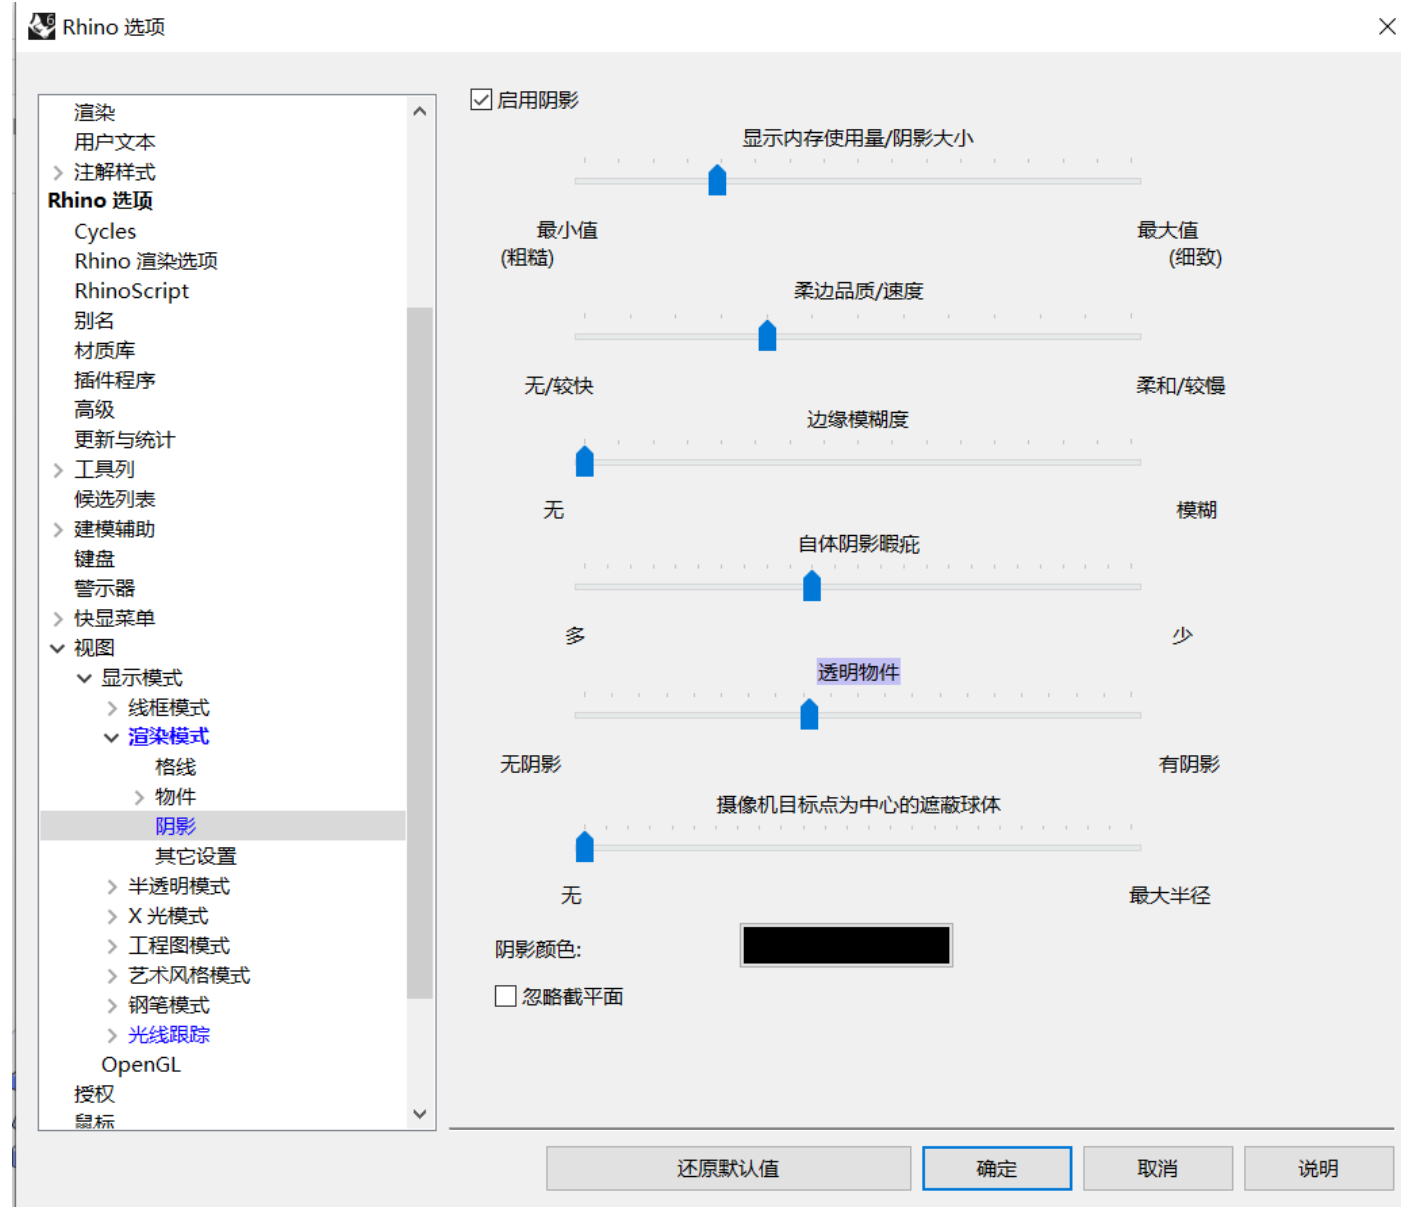 Rhino 选项
渲染
用户文本
注解样式
Rhino 选项
Cycles
Rhino 渲染选项
RhinoScript
别名
材质库
插件程序
高级
更新与统计
工具列
候选列表
建模辅助
键盘
警示器
快显菜单
视图
显示模式
线框模式
渲染模式
格线
物件
阴影
其它设置
半透明模式
X 光模式
工程图模式
艺术风格模式
钢笔模式
光线跟踪
OpenGL
授权
鼠标
启用阴影
显示内存使用量/阴影大小
最小值 最大值
(粗糙) (细致)
柔边品质/速度
无/较快 柔和/较慢
边缘模糊度
无 模糊
自体阴影暇疵
多 少
透明物件
无阴影 有阴影
摄像机目标点为中心的遮蔽球体
无 最大半径
阴影颜色:
忽略截平面
还原默认值 确定 取消 说明